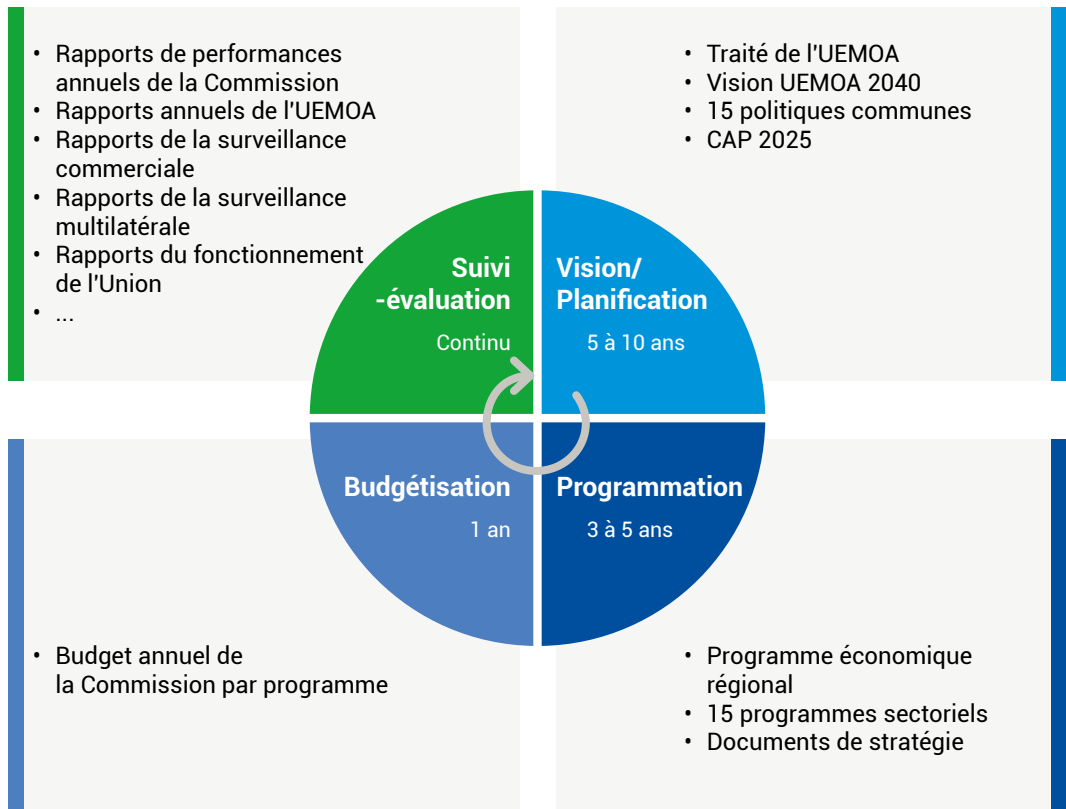 • Rapports de performances
annuels de la Commission
• Rapports annuels de l'UEMOA
• Rapports de la surveillance
commerciale
• Rapports de la surveillance
multilatérale
• Rapports du fonctionnement
de l'Union
• ...
• Traité de l'UEMOA
• Vision UEMOA 2040
• 15 politiques communes
• CAP 2025
Suivi
-évaluation
Continu
Vision/
Planification
5 à 10 ans
Budgétisation
1 an
Programmation
3 à 5 ans
• Budget annuel de
la Commission par programme
• Programme économique
régional
• 15 programmes sectoriels
• Documents de stratégie